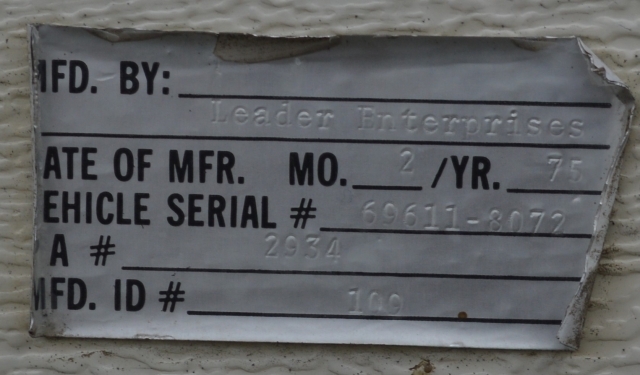 MFD. BY:
Leader Enterprises
ATE OF MFR. MO. 2 /YR. 75
EHICLE SERIAL # 69611-8072
A # 2934
MFD. ID # 109